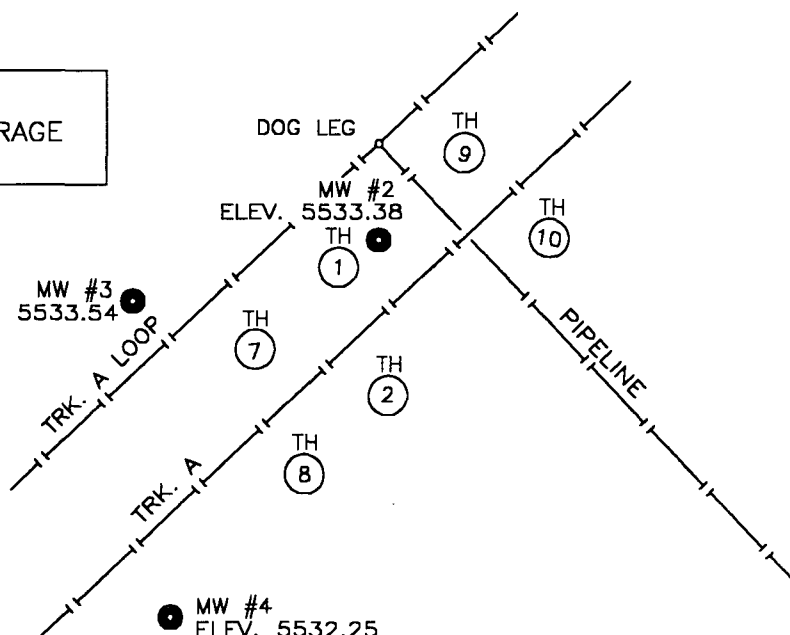 RAGE
DOG LEG
TH
9
MW #2
ELEV. 5533.38
TH
10
TH
1
MW #3
5533.54
TH
7
PIPELINE
TRK. A LOOP
TH
2
TH
8
TRK. A
MW #4
ELEV. 5532.25